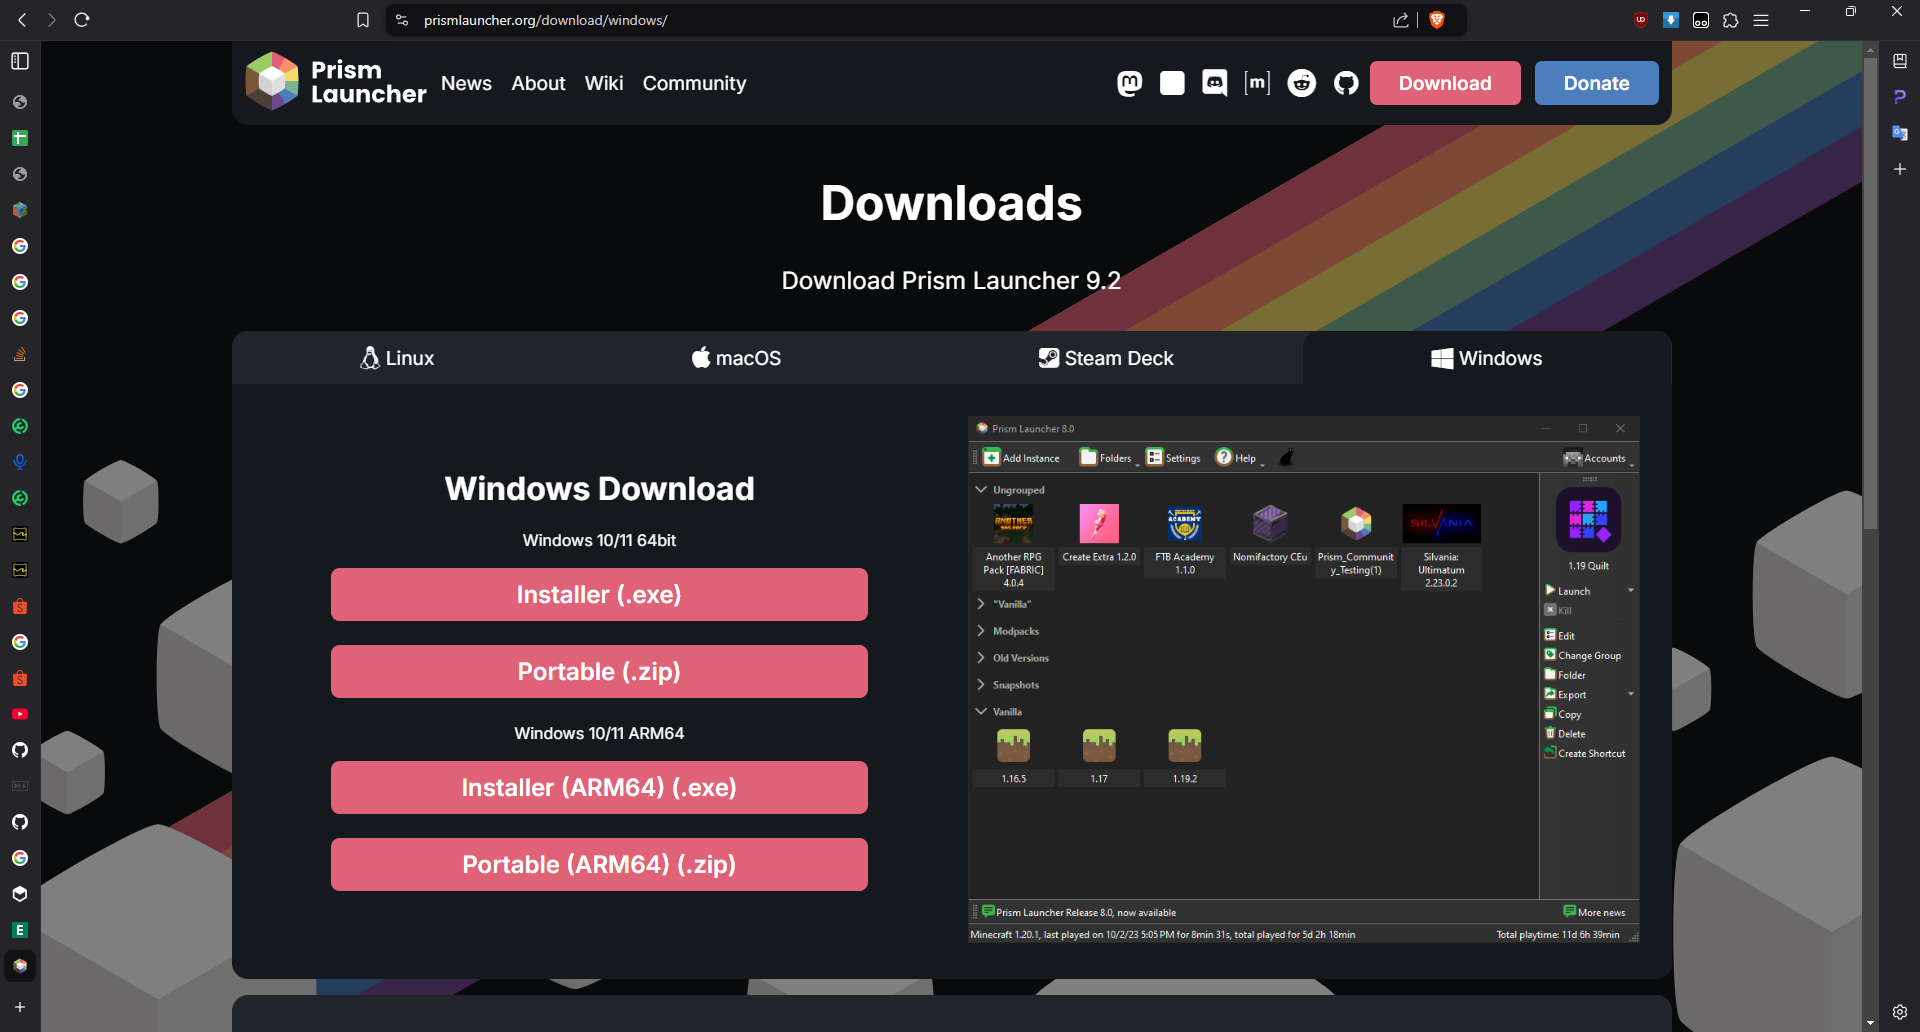 prismlauncher.org/download/windows/
Prism
Launcher
News
About
Wiki
Community
[m]
Download
Donate
Downloads
Download Prism Launcher 9.2
Linux
macOS
Steam Deck
Windows
Windows Download
Windows 10/11 64bit
Installer (.exe)
Portable (.zip)
Windows 10/11 ARM64
Installer (ARM64) (.exe)
Portable (ARM64) (.zip)
Prism Launcher 8.0
Add Instance
Folders
Settings
Help
Accounts
Ungrouped
ANOTHER
ACADEMY
SILVANIA
Another RPG
Pack [FABRIC]
4.0.4
Create Extra 1.2.0
FTB Academy
1.1.0
Nomifactory CEu
Prism_Communit
y_Testing(1)
Silvania:
Ultimatum
2.23.0.2
"Vanilla"
Modpacks
Old Versions
Snapshots
Vanilla
1.16.5
1.17
1.19.2
1.19 Quilt
Launch
Kill
Edit
Change Group
Folder
Export
Copy
Delete
Create Shortcut
Prism Launcher Release 8.0, now available
More news
Minecraft 1.20.1, last played on 10/2/23 5:05 PM for 8min 31s, total played for 5d 2h 18min
Total playtime: 11d 6h 39min